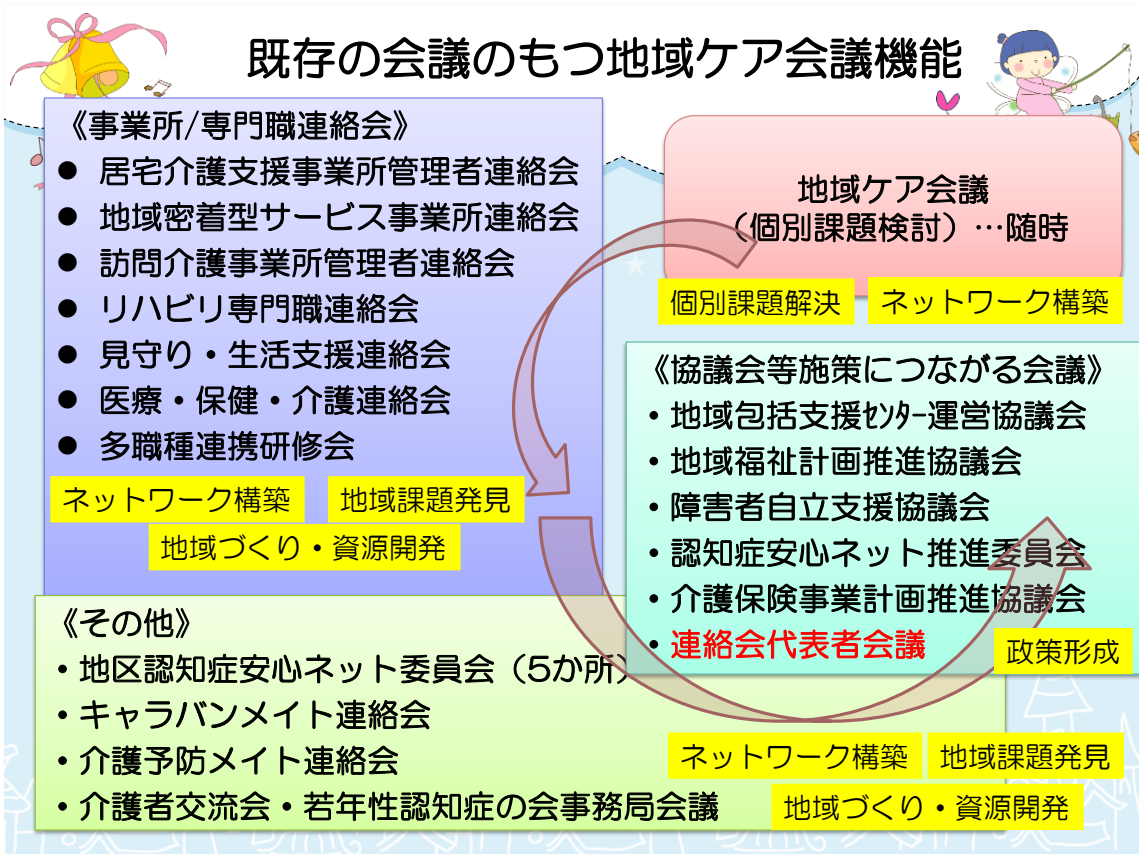 既存の会議のもつ地域ケア会議機能
《事業所/専門職連絡会》
● 居宅介護支援事業所管理者連絡会
● 地域密着型サービス事業所連絡会
● 訪問介護事業所管理者連絡会
● リハビリ専門職連絡会
● 見守り・生活支援連絡会
● 医療・保健・介護連絡会
● 多職種連携研修会
ネットワーク構築
地域課題発見
地域づくり・資源開発
地域ケア会議
（個別課題検討）…随時
個別課題解決
ネットワーク構築
《協議会等施策につながる会議》
・地域包括支援ｾﾝﾀｰ運営協議会
・地域福祉計画推進協議会
・障害者自立支援協議会
・認知症安心ネット推進委員会
・介護保険事業計画推進協議会
・連絡会代表者会議
政策形成
《その他》
・地区認知症安心ネット委員会（5か所）
・キャラバンメイト連絡会
・介護予防メイト連絡会
・介護者交流会・若年性認知症の会事務局会議
ネットワーク構築
地域課題発見
地域づくり・資源開発